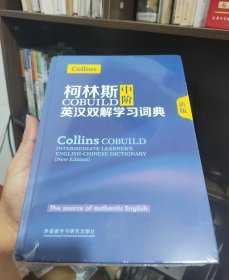 Collins
柯林斯
COBUILD
中阶
英汉双解学习词典
新版
Collins COBUILD
INTERMEDIATE LEARNER'S
ENGLISH-CHINESE DICTIONARY
(New Edition)
The source of authentic English
外语教学与研究出版社